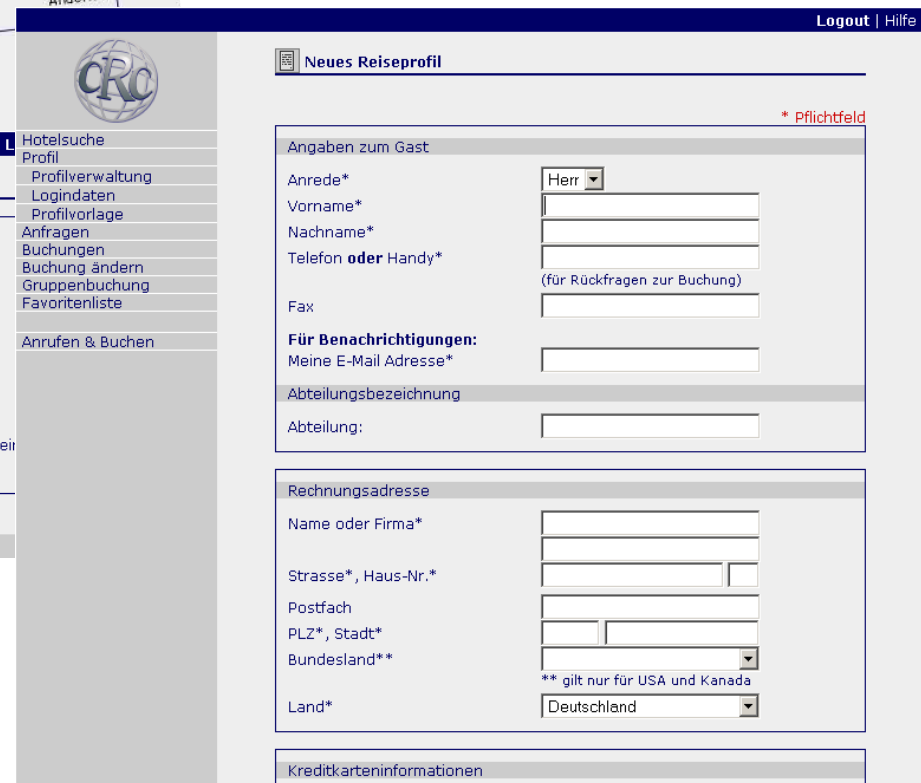 Logout | Hilfe
CRC
Neues Reiseprofil
* Pflichtfeld
Hotelsuche
Profil
Profilverwaltung
Logindaten
Profilvorlage
Anfragen
Buchungen
Buchung ändern
Gruppenbuchung
Favoritenliste
Anrufen & Buchen
Angaben zum Gast
Anrede* Herr
Vorname*
Nachname*
Telefon oder Handy*
(für Rückfragen zur Buchung)
Fax
Für Benachrichtigungen:
Meine E-Mail Adresse*
Abteilungsbezeichnung
Abteilung:
Rechnungsadresse
Name oder Firma*
Strasse*, Haus-Nr.*
Postfach
PLZ*, Stadt*
Bundesland**
** gilt nur für USA und Kanada
Land* Deutschland
Kreditkarteninformationen